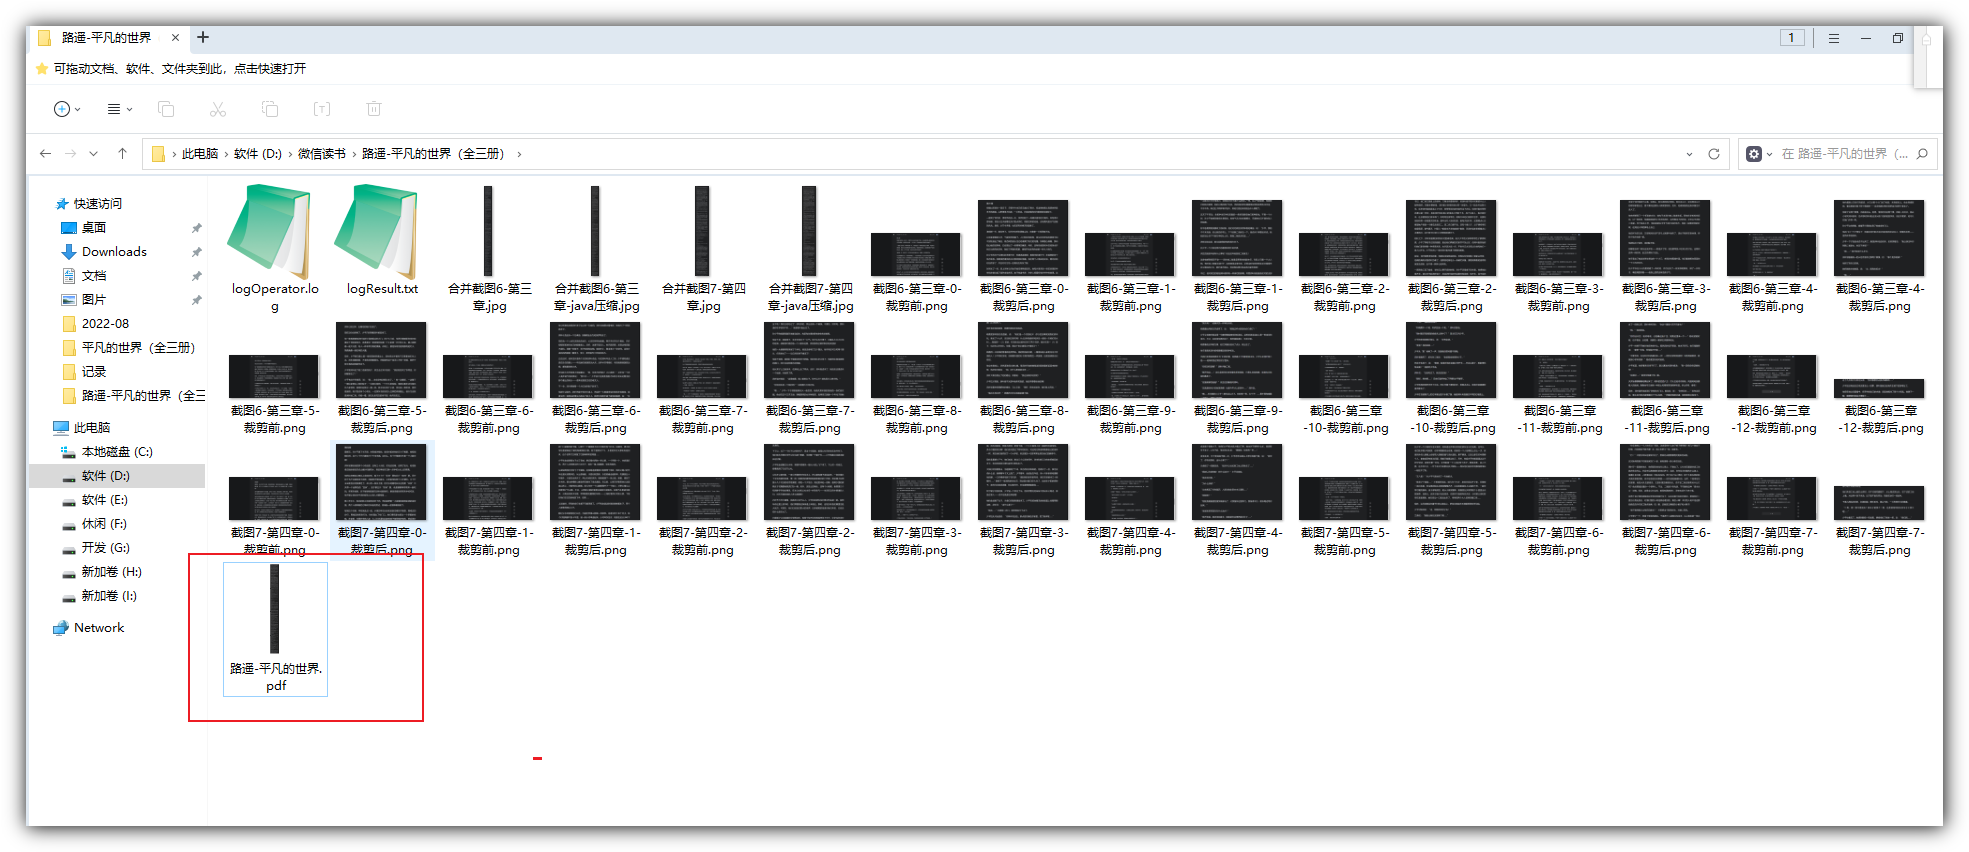 路遥-平凡的世界
1
可拖动文档、软件、文件夹到此，点击快速打开
此电脑 › 软件 (D:) › 微信读书 › 路遥-平凡的世界（全三册） ›
在 路遥-平凡的世界（...
快速访问
桌面
Downloads
文档
图片
2022-08
平凡的世界（全三册）
记录
路遥-平凡的世界（全三
此电脑
本地磁盘 (C:)
软件 (D:)
软件 (E:)
休闲 (F:)
开发 (G:)
新加卷 (H:)
新加卷 (I:)
Network
logOperator.lo
g
logResult.txt
合并截图6-第三
章.jpg
合并截图6-第三
章-java压缩.jpg
合并截图7-第四
章.jpg
合并截图7-第四
章-java压缩.jpg
截图6-第三章-0-
裁剪前.png
截图6-第三章-0-
裁剪后.png
截图6-第三章-1-
裁剪前.png
截图6-第三章-1-
裁剪后.png
截图6-第三章-2-
裁剪前.png
截图6-第三章-2-
裁剪后.png
截图6-第三章-3-
裁剪前.png
截图6-第三章-3-
裁剪后.png
截图6-第三章-4-
裁剪前.png
截图6-第三章-4-
裁剪后.png
截图6-第三章-5-
裁剪前.png
截图6-第三章-5-
裁剪后.png
截图6-第三章-6-
裁剪前.png
截图6-第三章-6-
裁剪后.png
截图6-第三章-7-
裁剪前.png
截图6-第三章-7-
裁剪后.png
截图6-第三章-8-
裁剪前.png
截图6-第三章-8-
裁剪后.png
截图6-第三章-9-
裁剪前.png
截图6-第三章-9-
裁剪后.png
截图6-第三章
-10-裁剪前.png
截图6-第三章
-10-裁剪后.png
截图6-第三章
-11-裁剪前.png
截图6-第三章
-11-裁剪后.png
截图6-第三章
-12-裁剪前.png
截图6-第三章
-12-裁剪后.png
截图7-第四章-0-
裁剪前.png
截图7-第四章-0-
裁剪后.png
截图7-第四章-1-
裁剪前.png
截图7-第四章-1-
裁剪后.png
截图7-第四章-2-
裁剪前.png
截图7-第四章-2-
裁剪后.png
截图7-第四章-3-
裁剪前.png
截图7-第四章-3-
裁剪后.png
截图7-第四章-4-
裁剪前.png
截图7-第四章-4-
裁剪后.png
截图7-第四章-5-
裁剪前.png
截图7-第四章-5-
裁剪后.png
截图7-第四章-6-
裁剪前.png
截图7-第四章-6-
裁剪后.png
截图7-第四章-7-
裁剪前.png
截图7-第四章-7-
裁剪后.png
路遥-平凡的世界.
pdf